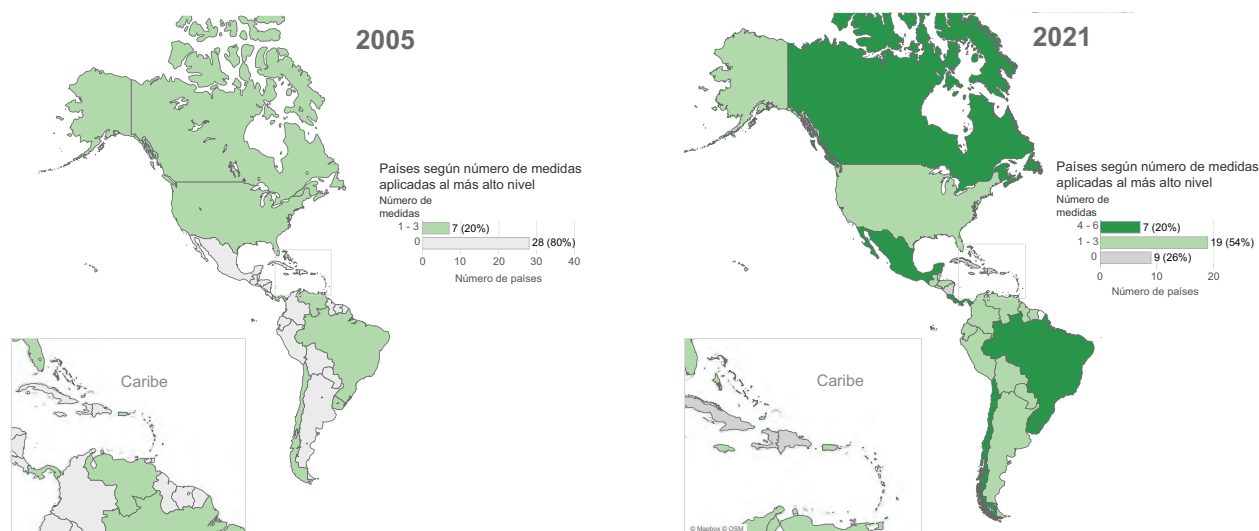 2005
Países según número de medidas
aplicadas al más alto nivel
Número de
medidas
1 - 3
7 (20%)
0
28 (80%)
0 10 20 30 40
Número de países
Caribe
2021
Países según número de medidas
aplicadas al más alto nivel
Número de
medidas
4 - 6
7 (20%)
1 - 3
19 (54%)
0
9 (26%)
0 10 20
Número de países
Caribe
© Mapbox © OSM